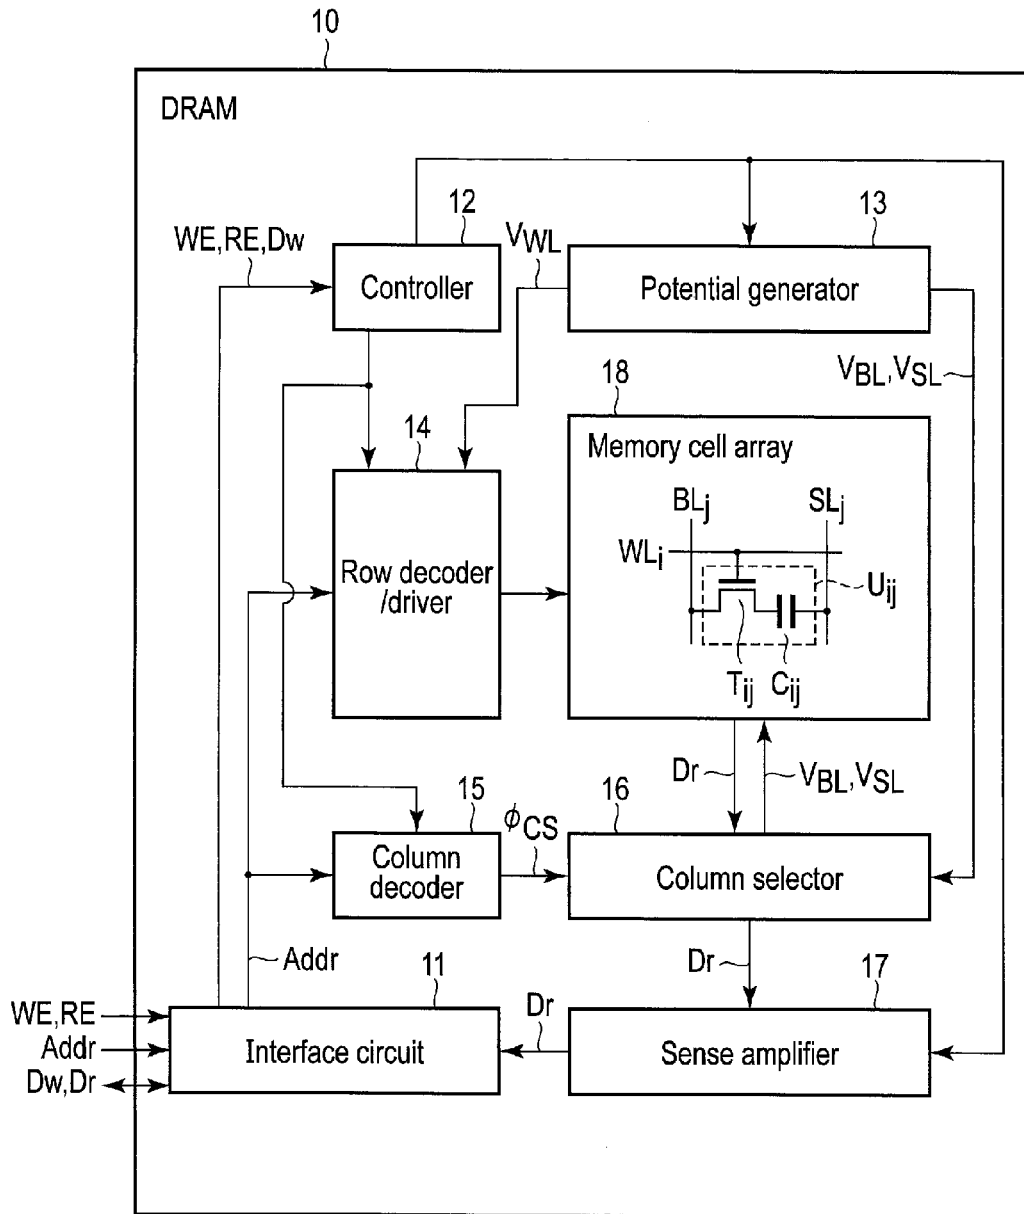 10
DRAM
12
13
WE,RE,Dw
VWL
Controller
Potential generator
VBL,VSL
18
14
Memory cell array
BLj
SLj
WLi
Row decoder
/driver
Uij
Tij
Cij
Dr
VBL,VSL
15
ϕCS
16
Column
decoder
Column selector
Addr
11
Dr
17
WE,RE
Dr
Addr
Interface circuit
Sense amplifier
Dw,Dr